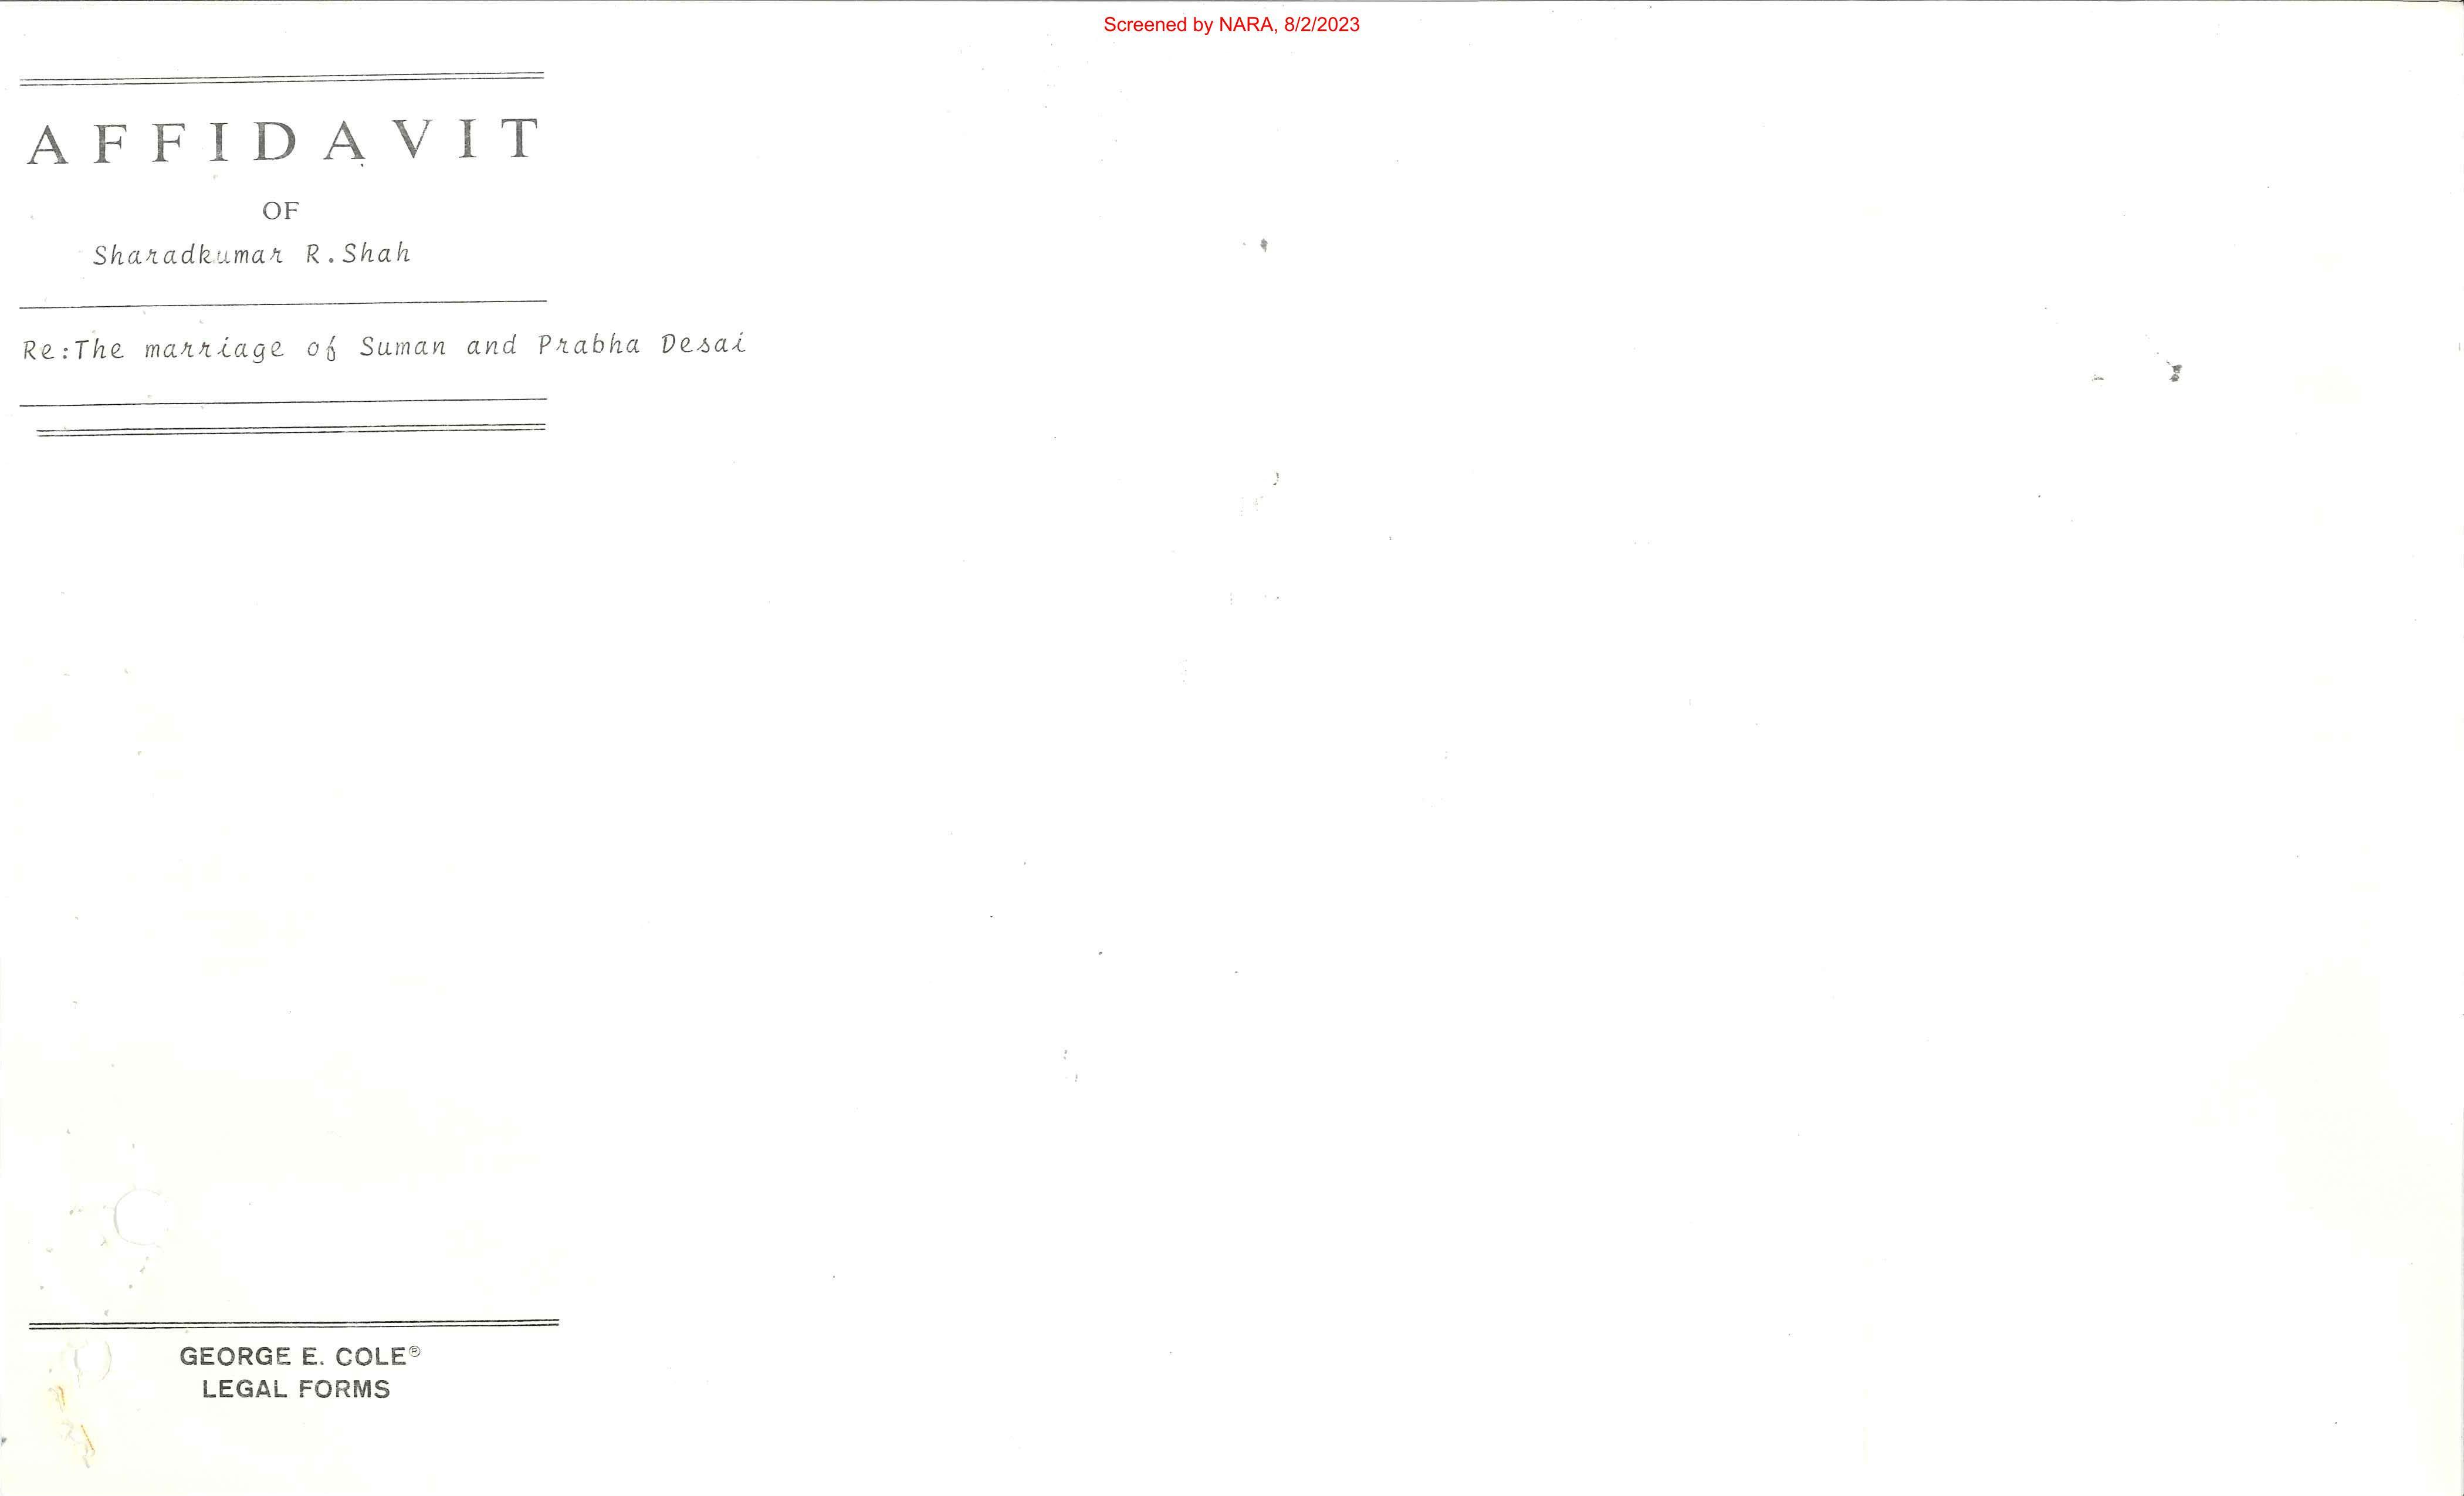 Screened by NARA, 8/2/2023
AFFIDAVIT
OF
Sharadkumar R.Shah
Re:The marriage of Suman and Prabha Desai
GEORGE E. COLE®
LEGAL FORMS